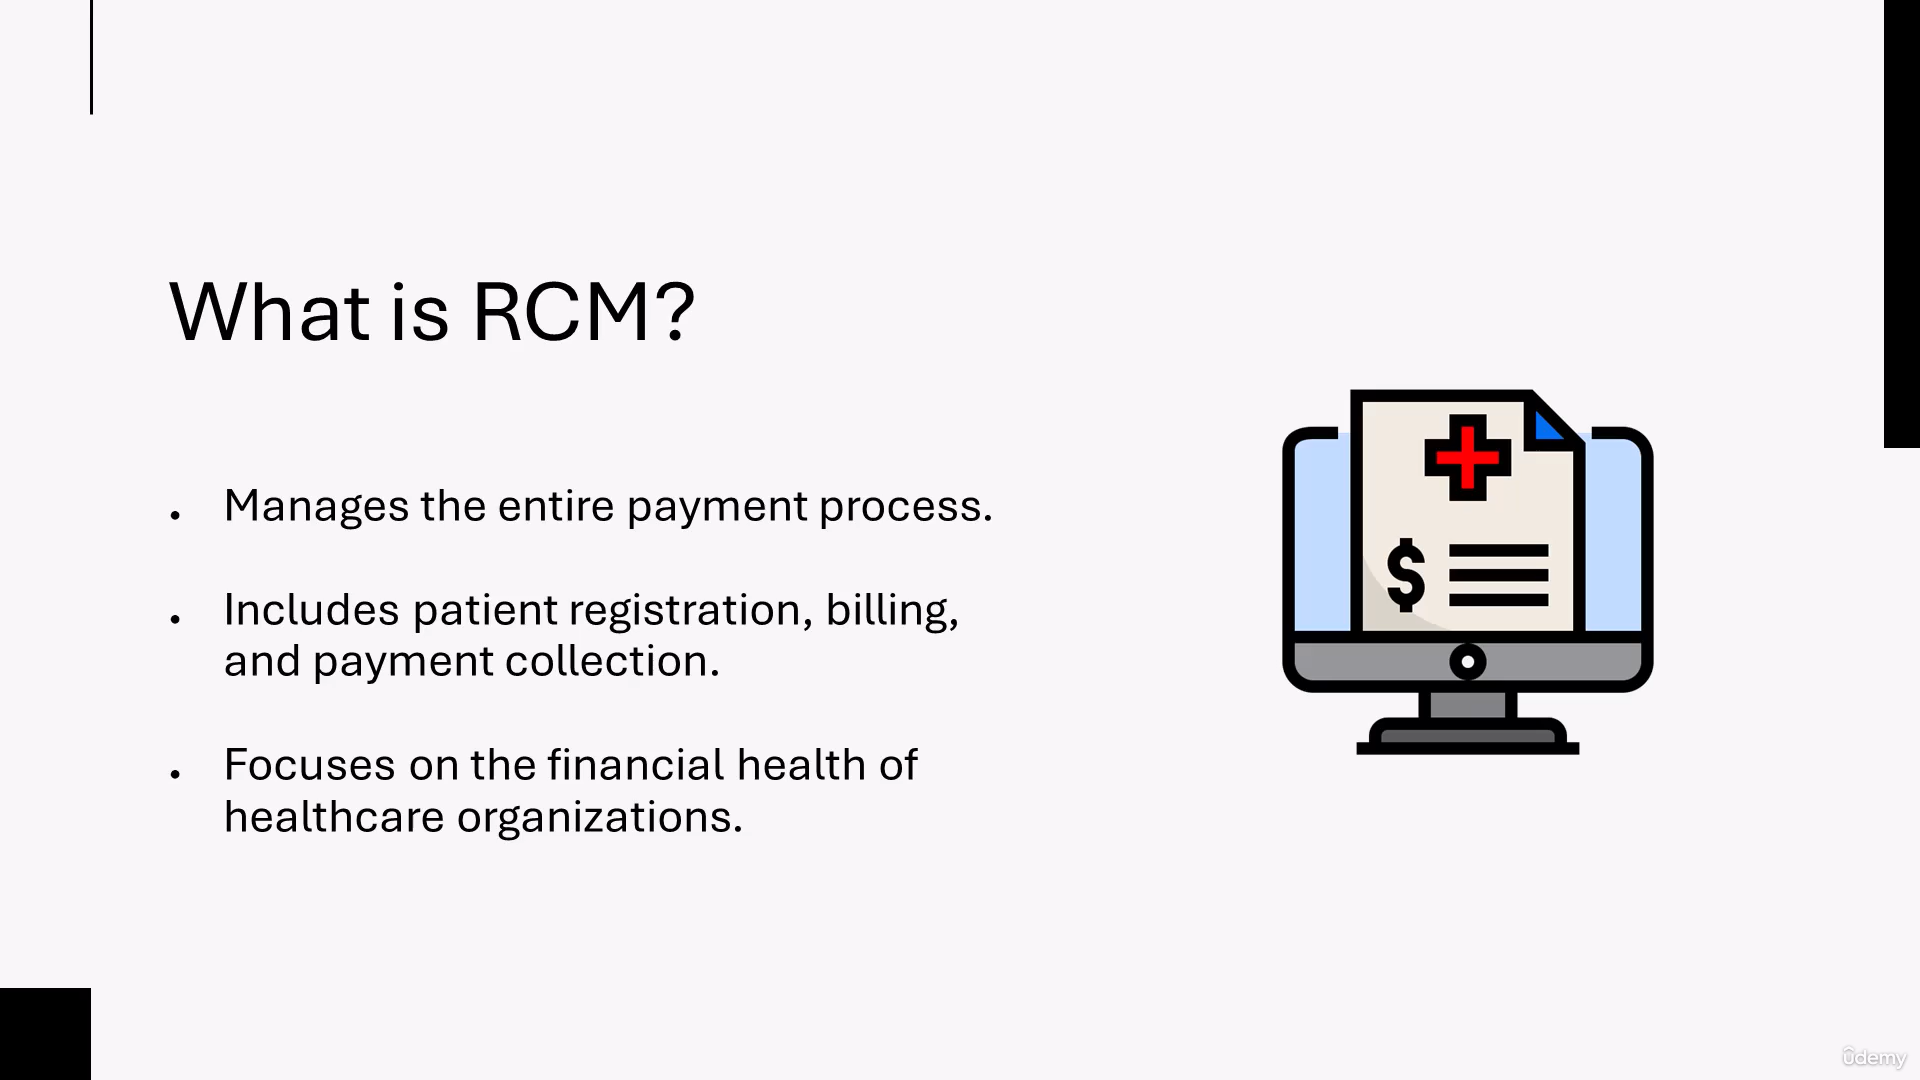 What is RCM?
• Manages the entire payment process.
• Includes patient registration, billing,
and payment collection.
• Focuses on the financial health of
healthcare organizations.
$
udemy